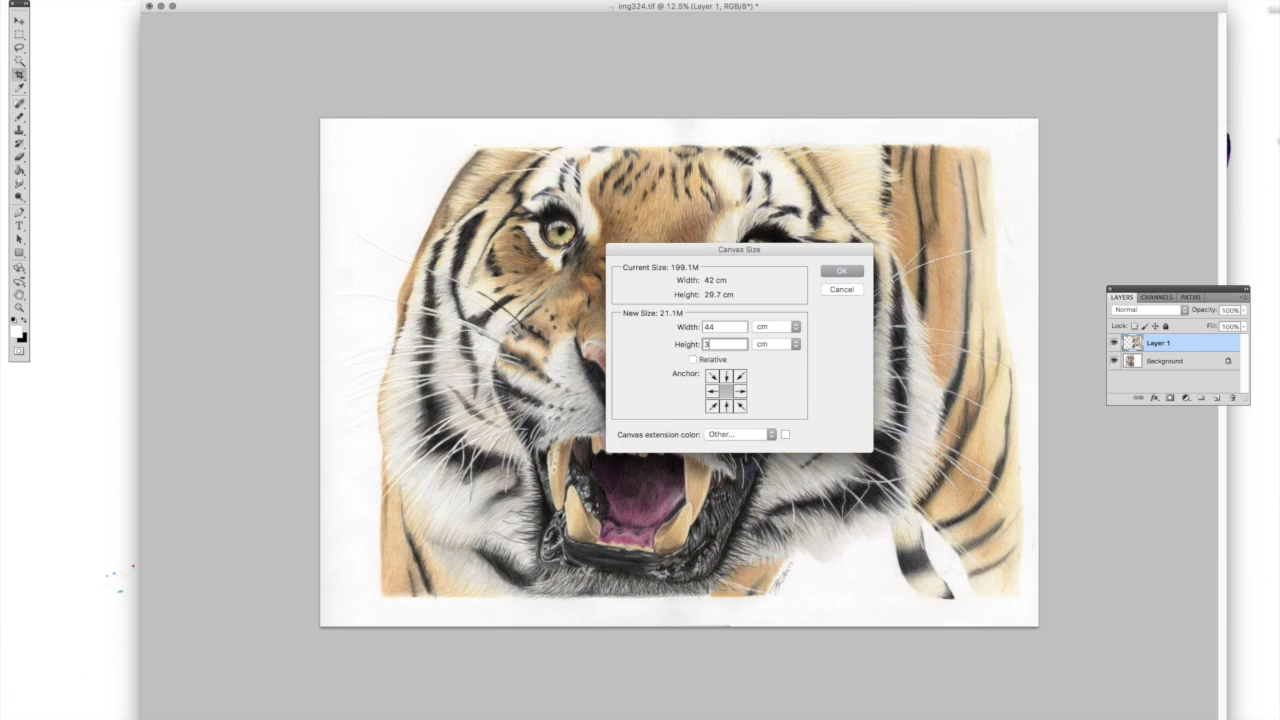 img324.tif @ 12.5% (Layer 1, RGB/8*) *
Canvas Size
Current Size: 199.1M
Width: 42 cm
Height: 29.7 cm
OK
Cancel
New Size: 21.1M
Width: 44 cm
Height: 3 cm
Relative
Anchor:
Canvas extension color: Other...
LAYERS CHANNELS PATHS
Normal Opacity: 100%
Lock: Fill: 100%
Layer 1
Background